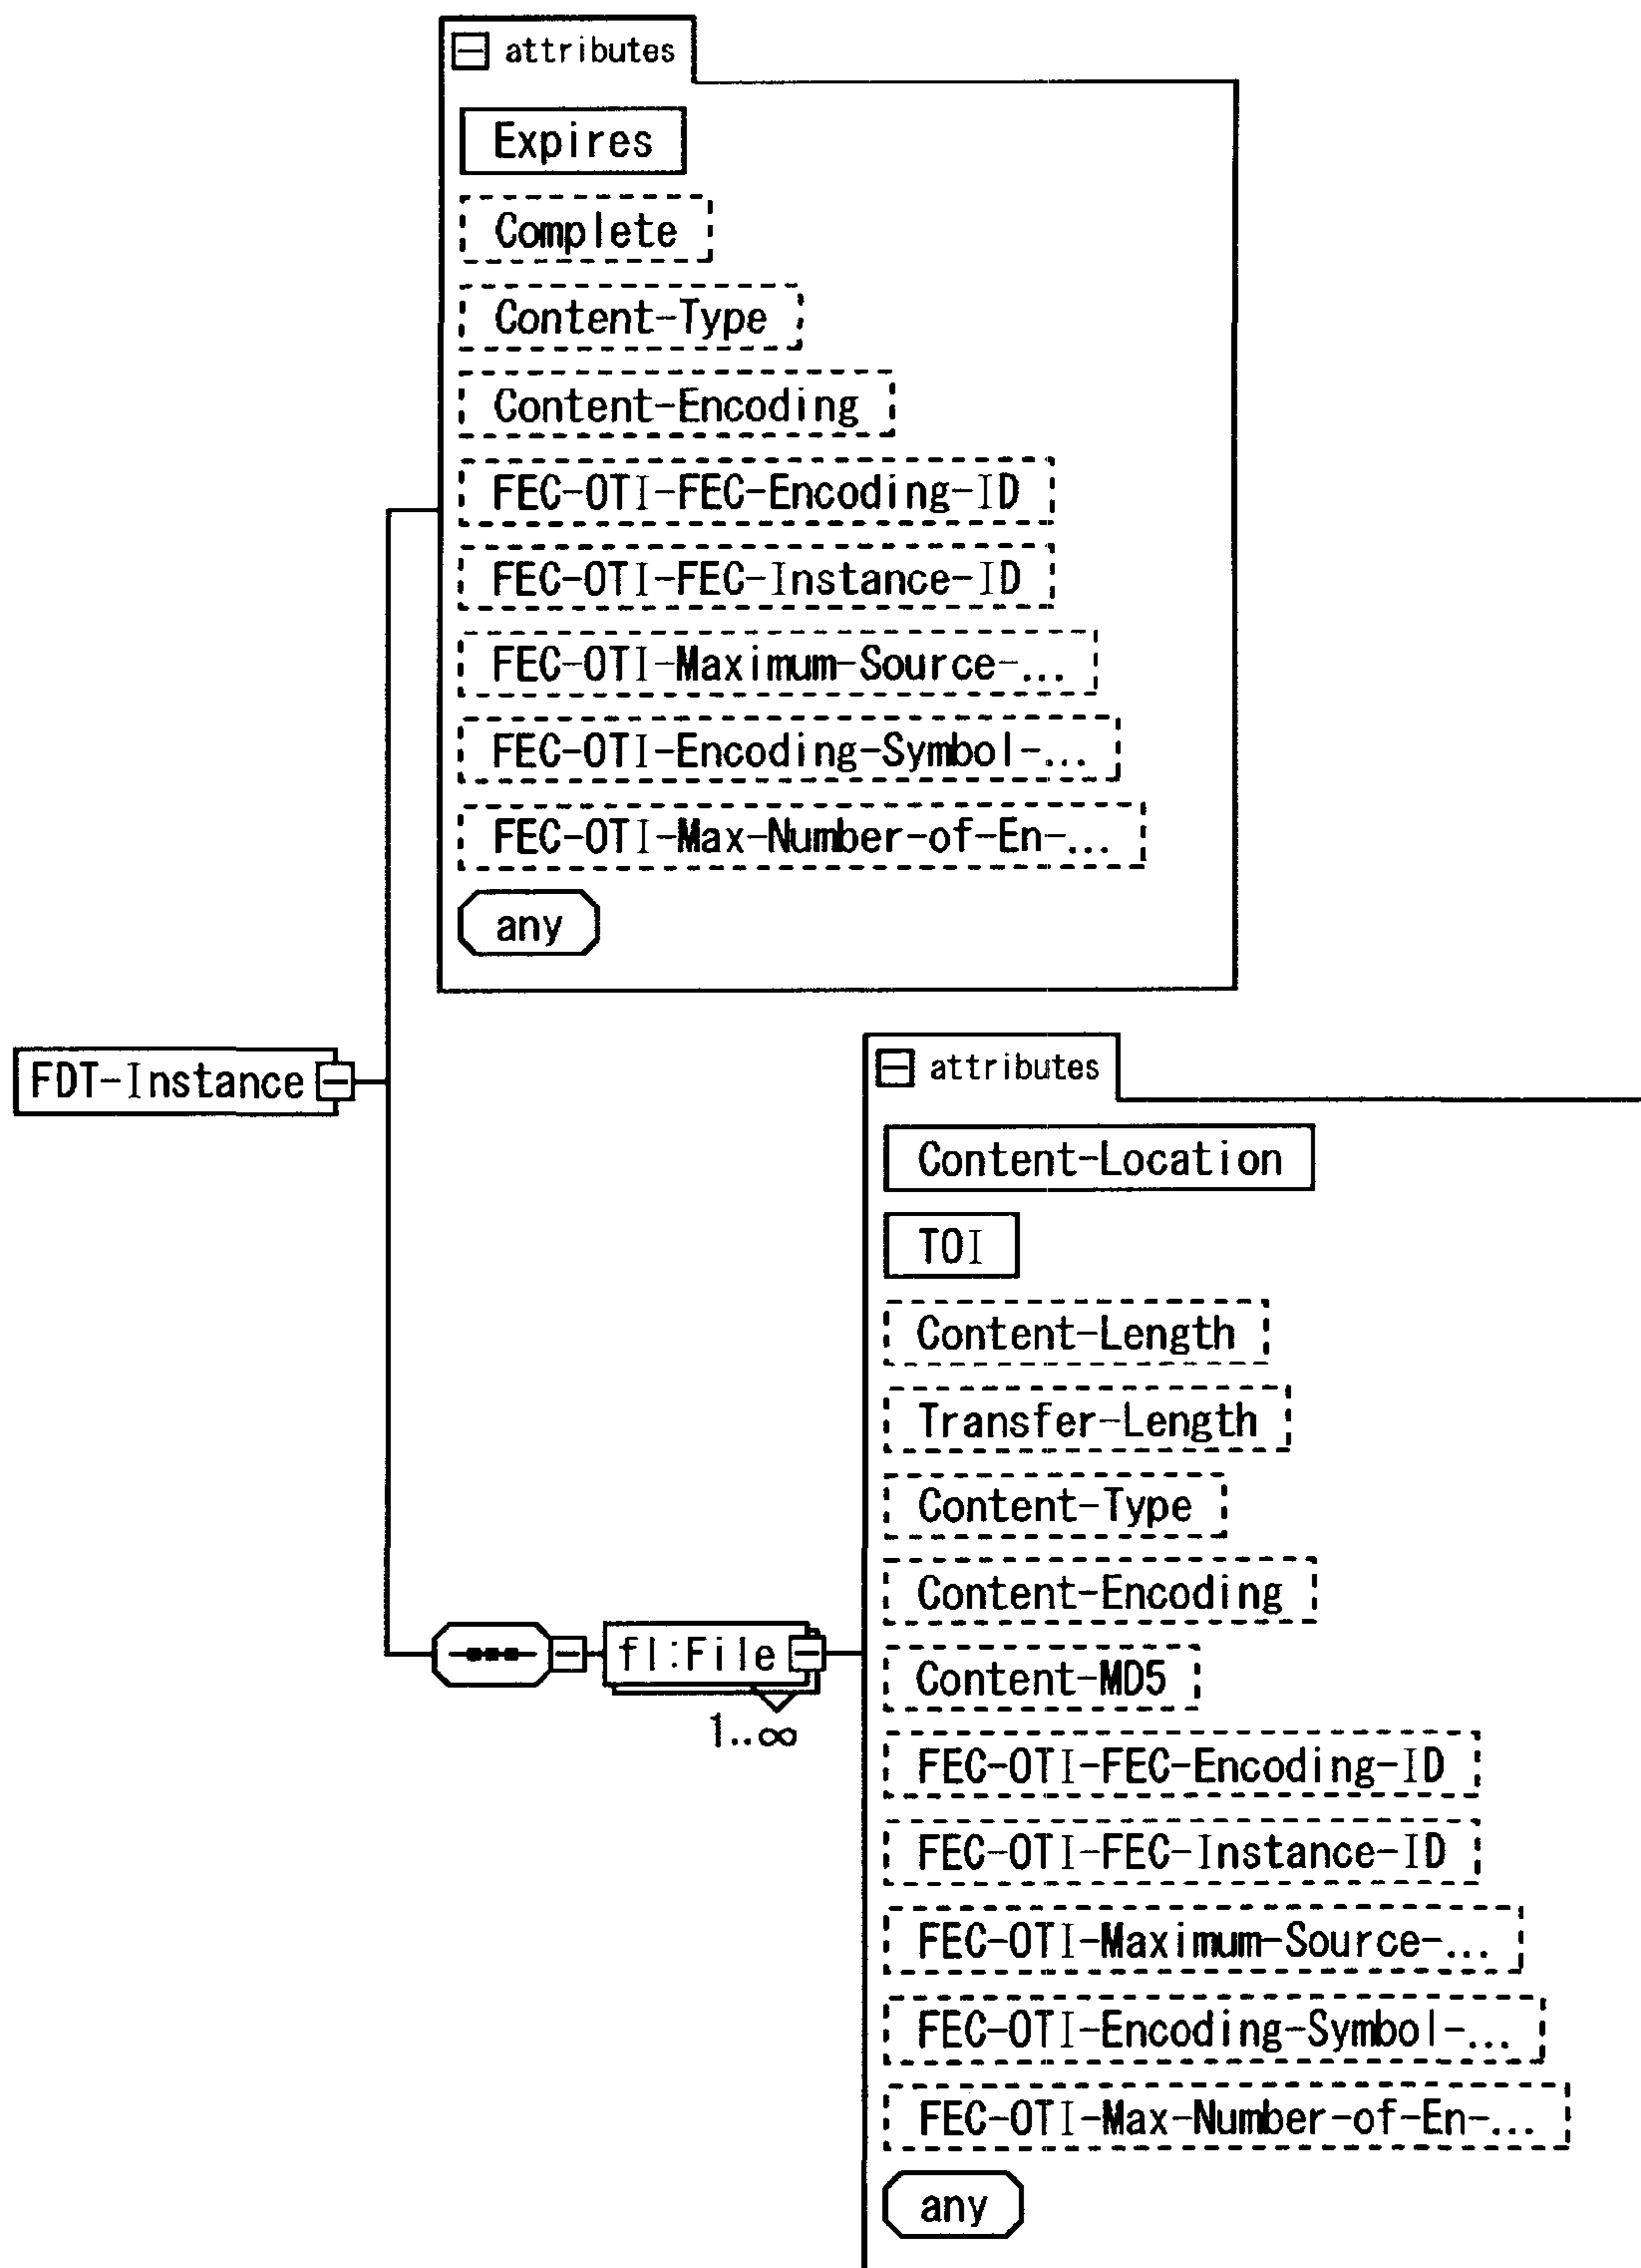 attributes
Expires
Complete
Content-Type
Content-Encoding
FEC-OTI-FEC-Encoding-ID
FEC-OTI-FEC-Instance-ID
FEC-OTI-Maximum-Source-...
FEC-OTI-Encoding-Symbol-...
FEC-OTI-Max-Number-of-En-...
any
FDT-Instance
attributes
Content-Location
TOI
Content-Length
Transfer-Length
Content-Type
Content-Encoding
fl:File
1..∞
Content-MD5
FEC-OTI-FEC-Encoding-ID
FEC-OTI-FEC-Instance-ID
FEC-OTI-Maximum-Source-...
FEC-OTI-Encoding-Symbol-...
FEC-OTI-Max-Number-of-En-...
any